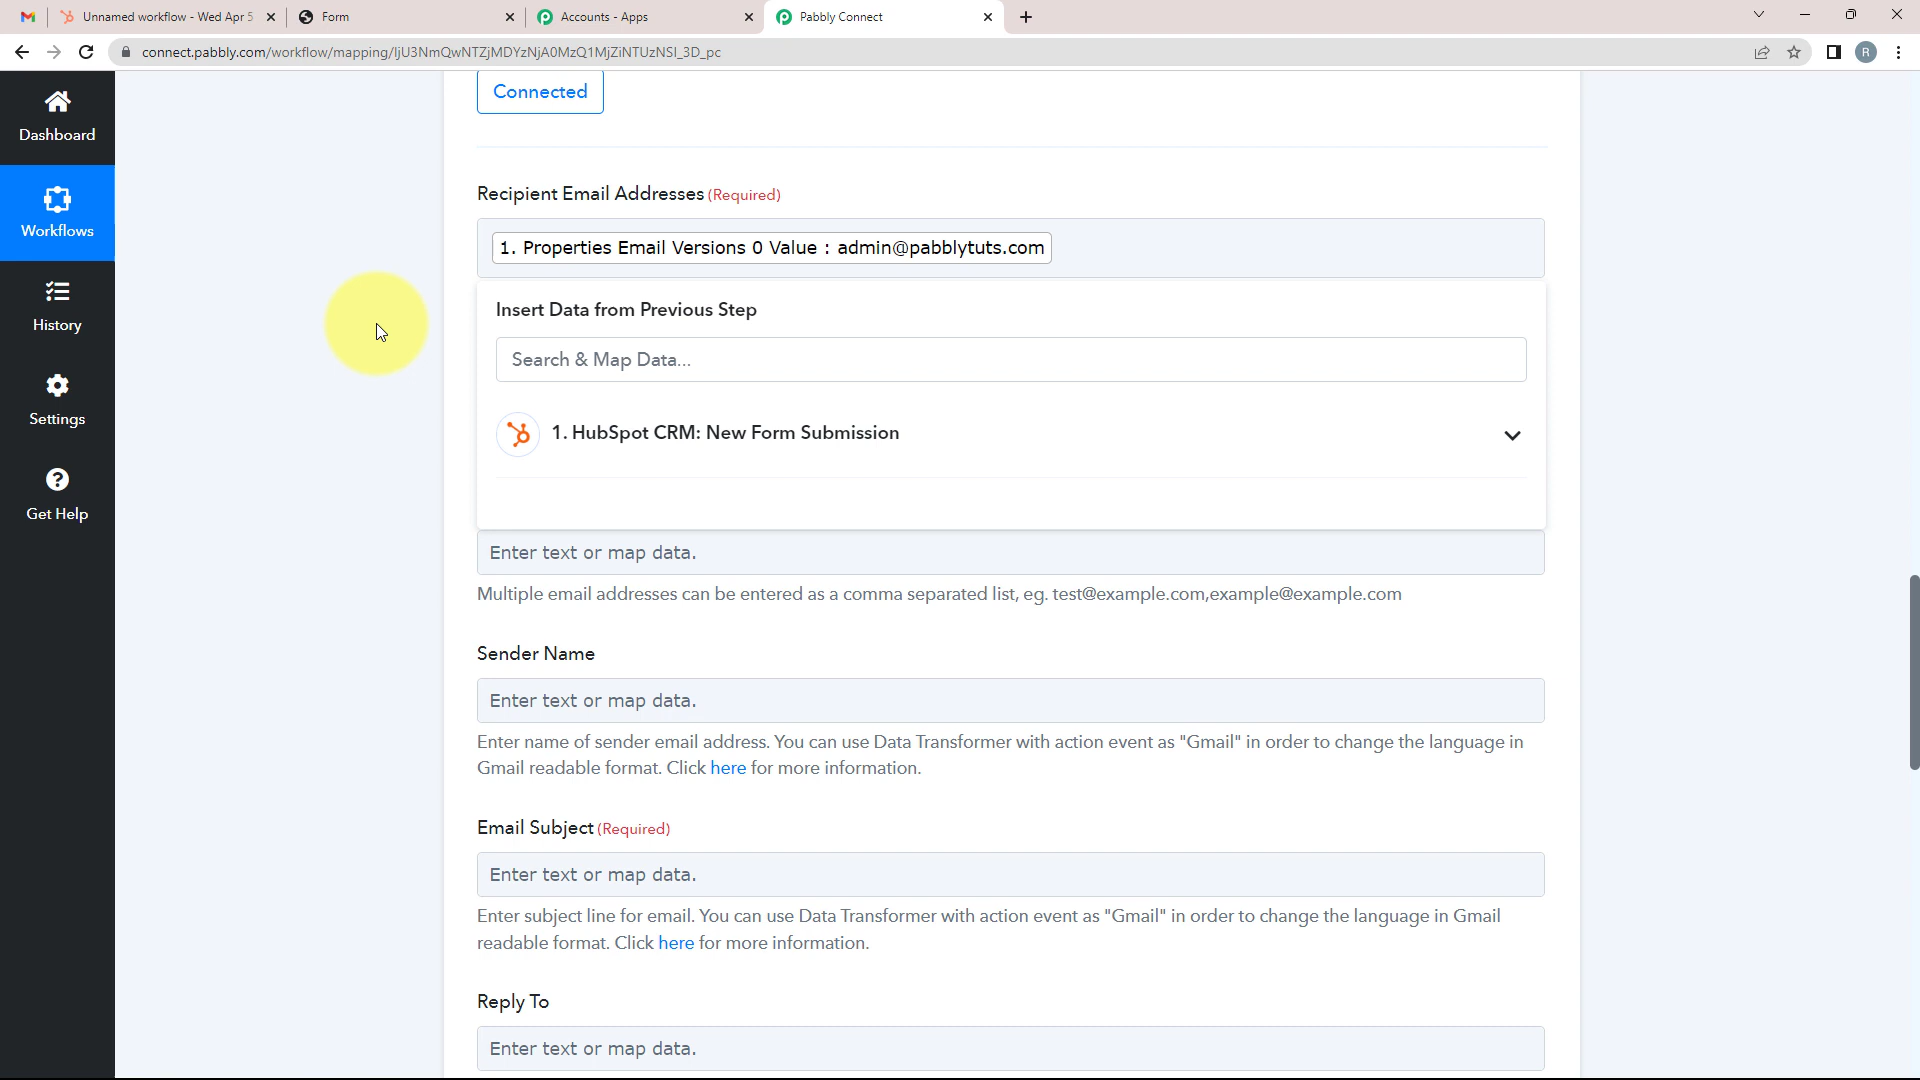 Unnamed workflow - Wed Apr 5
Form
Accounts - Apps
Pabbly Connect
connect.pabbly.com/workflow/mapping/IjU3NmQwNTZjMDYzNjA0MzQ1MjZiNTUzNSI_3D_pc
R
Dashboard
Workflows
History
Settings
Get Help
Connected
Recipient Email Addresses (Required)
1. Properties Email Versions 0 Value : admin@pabblytuts.com
Insert Data from Previous Step
Search & Map Data...
1. HubSpot CRM: New Form Submission
Enter text or map data.
Multiple email addresses can be entered as a comma separated list, eg. test@example.com,example@example.com
Sender Name
Enter text or map data.
Enter name of sender email address. You can use Data Transformer with action event as "Gmail" in order to change the language in
Gmail readable format. Click here for more information.
Email Subject (Required)
Enter text or map data.
Enter subject line for email. You can use Data Transformer with action event as "Gmail" in order to change the language in Gmail
readable format. Click here for more information.
Reply To
Enter text or map data.